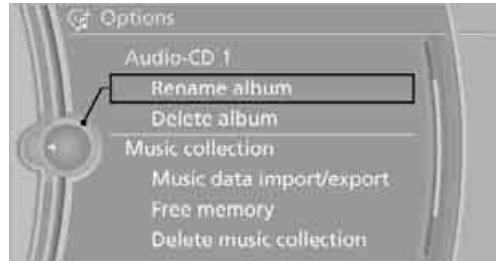 Options
Audio-CD 1
Rename album
Delete album
Music collection
Music data import/export
Free memory
Delete music collection